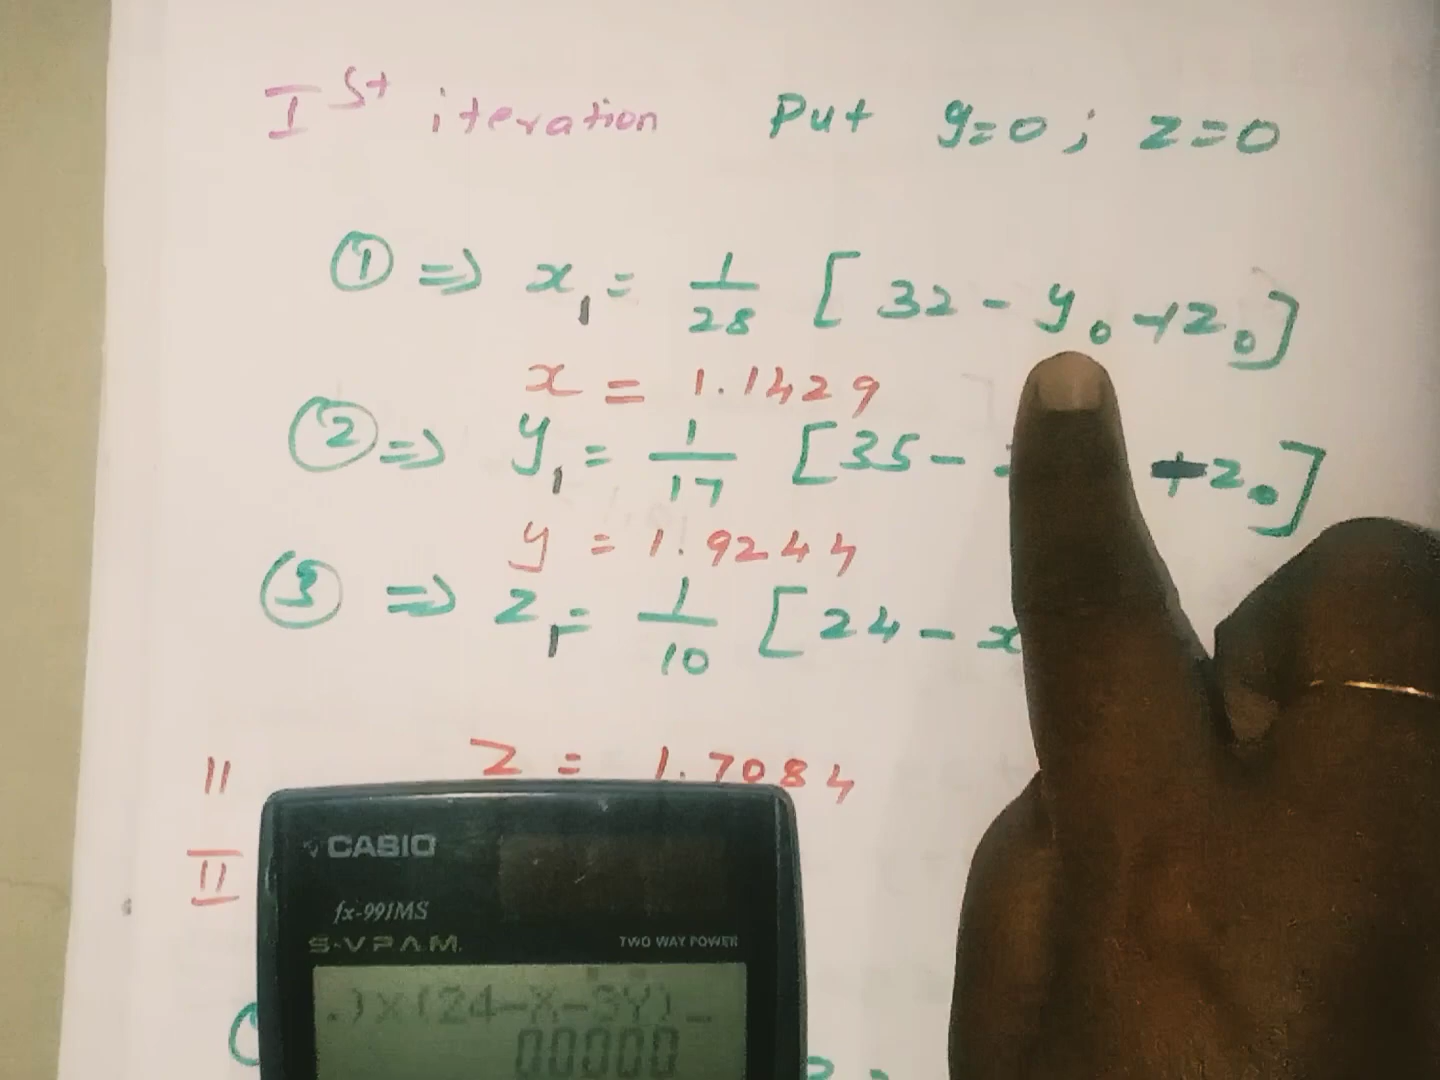 Ist iteration Put y=0; z=0
① ⇒ x₁ = 1/28 [32 - y₀ + z₀]
x = 1.1429
② ⇒ y₁ = 1/17 [35 - + z₀]
y = 1.9244
③ ⇒ z₁ = 1/10 [24 - x
z = 1.7084
II
II
CASIO
fx-991MS
S-V.P.A.M.
TWO WAY POWER
.)x(24-X-3Y)_
00000